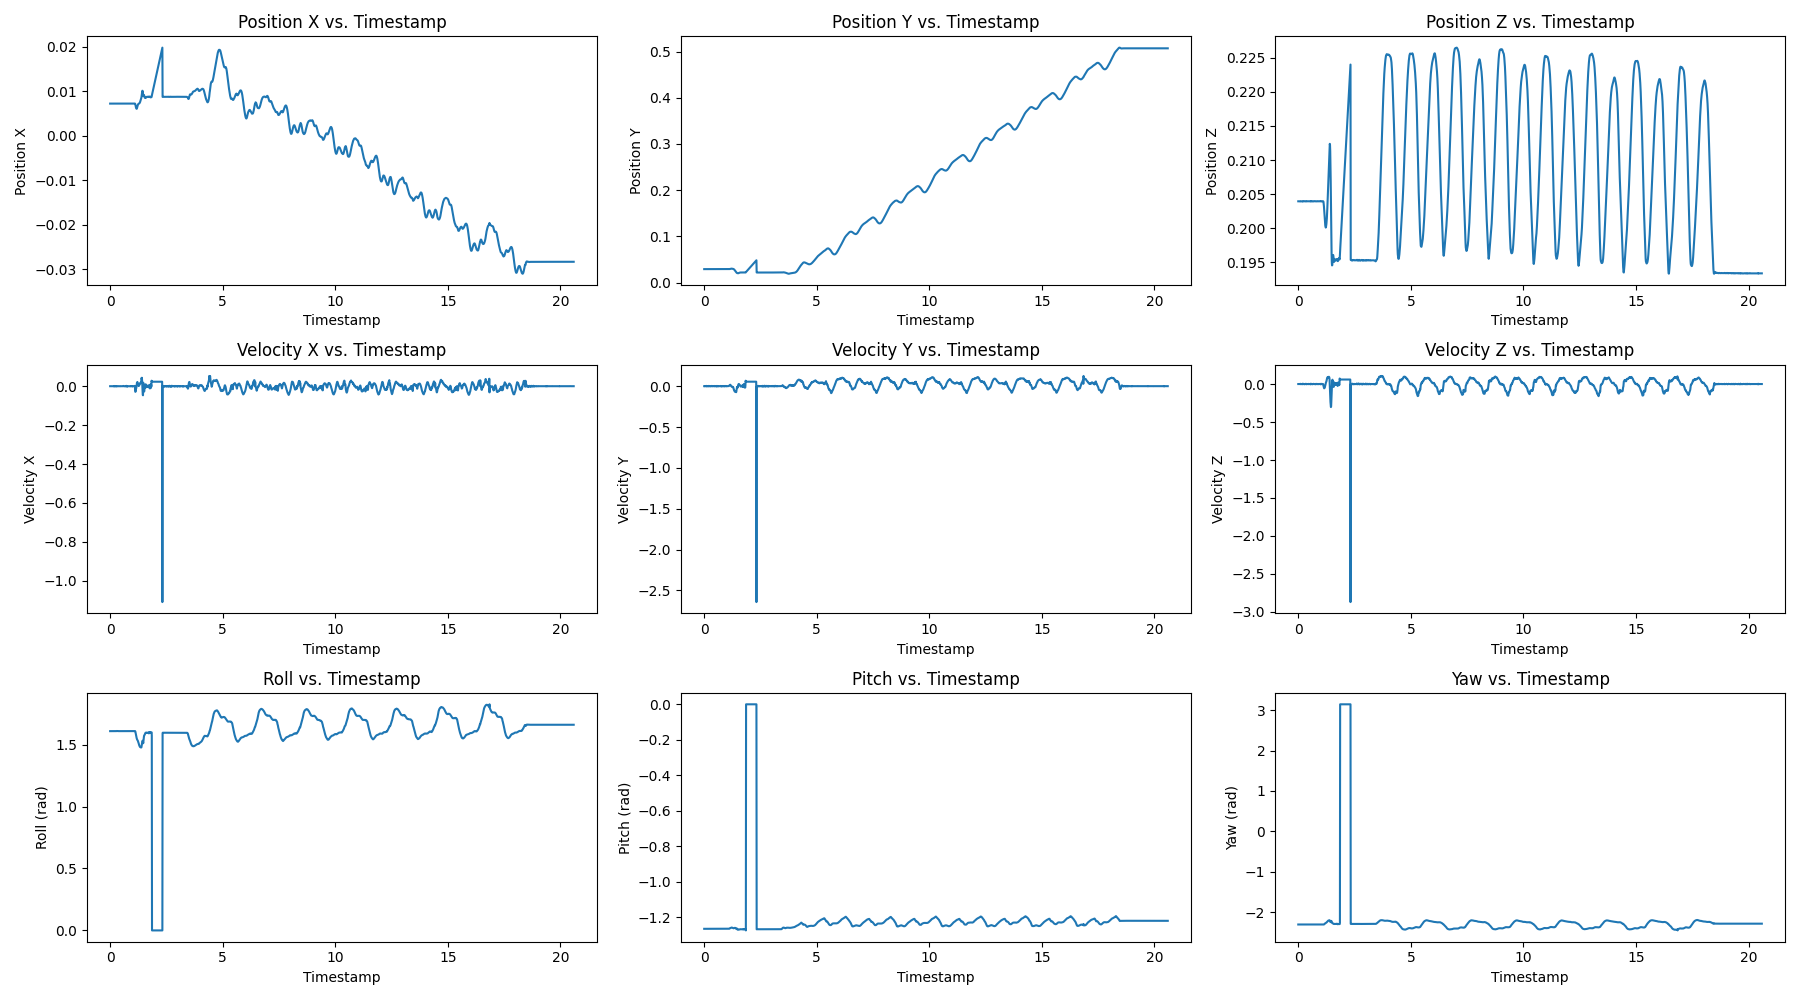 Position X vs. Timestamp
Position X
0.02
0.01
0.00
−0.01
−0.02
−0.03
0 5 10 15 20
Timestamp
Position Y vs. Timestamp
Position Y
0.5
0.4
0.3
0.2
0.1
0.0
0 5 10 15 20
Timestamp
Position Z vs. Timestamp
Position Z
0.225
0.220
0.215
0.210
0.205
0.200
0.195
0 5 10 15 20
Timestamp
Velocity X vs. Timestamp
Velocity X
0.0
−0.2
−0.4
−0.6
−0.8
−1.0
0 5 10 15 20
Timestamp
Velocity Y vs. Timestamp
Velocity Y
0.0
−0.5
−1.0
−1.5
−2.0
−2.5
0 5 10 15 20
Timestamp
Velocity Z vs. Timestamp
Velocity Z
0.0
−0.5
−1.0
−1.5
−2.0
−2.5
−3.0
0 5 10 15 20
Timestamp
Roll vs. Timestamp
Roll (rad)
1.5
1.0
0.5
0.0
0 5 10 15 20
Timestamp
Pitch vs. Timestamp
Pitch (rad)
0.0
−0.2
−0.4
−0.6
−0.8
−1.0
−1.2
0 5 10 15 20
Timestamp
Yaw vs. Timestamp
Yaw (rad)
3
2
1
0
−1
−2
0 5 10 15 20
Timestamp